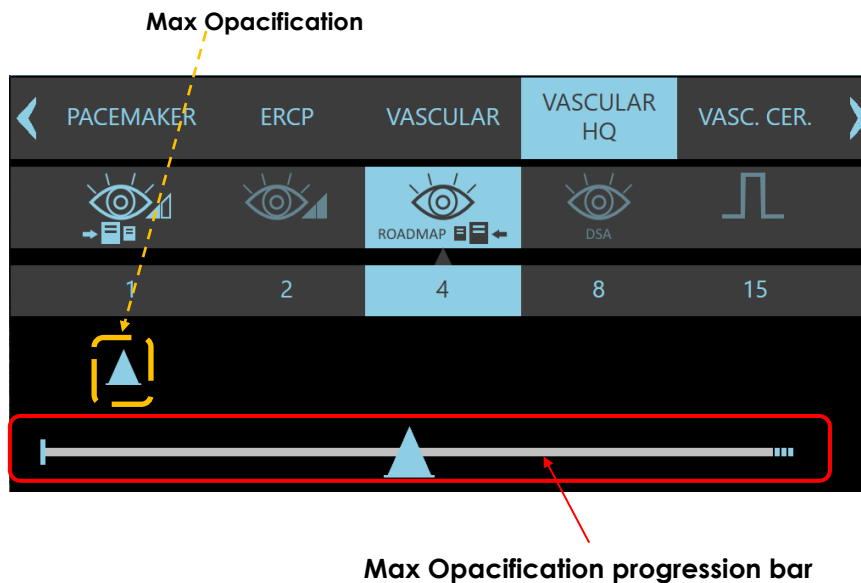 Max Opacification
PACEMAKER ERCP VASCULAR VASCULAR HQ VASC. CER.
ROADMAP DSA
1 2 4 8 15
Max Opacification progression bar